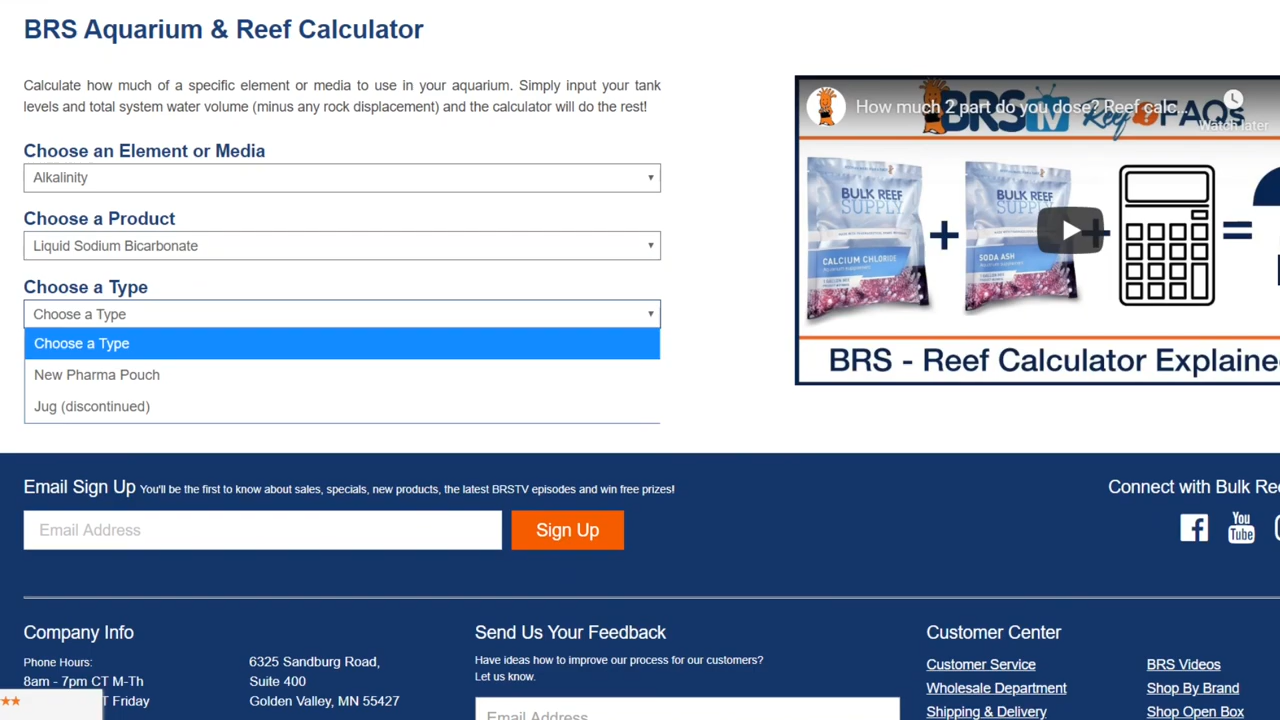 BRS Aquarium & Reef Calculator
Calculate how much of a specific element or media to use in your aquarium. Simply input your tank
levels and total system water volume (minus any rock displacement) and the calculator will do the rest!
Choose an Element or Media
Alkalinity
Choose a Product
Liquid Sodium Bicarbonate
Choose a Type
Choose a Type
Choose a Type
New Pharma Pouch
Jug (discontinued)
How much 2 part do you dose? Reef calc...
Watch later
BRS TV Reef FAQs
BULK REEF
SUPPLY
CALCIUM CHLORIDE
+
BULK REEF
SUPPLY
SODA ASH
+
=
BRS - Reef Calculator Explaine
Email Sign Up You'll be the first to know about sales, specials, new products, the latest BRSTV episodes and win free prizes!
Email Address
Sign Up
Connect with Bulk Ree
You
Tube
Company Info
Phone Hours:
8am - 7pm CT M-Th
T Friday
6325 Sandburg Road,
Suite 400
Golden Valley, MN 55427
Send Us Your Feedback
Have ideas how to improve our process for our customers?
Let us know.
Email Address
Customer Center
Customer Service
Wholesale Department
Shipping & Delivery
BRS Videos
Shop By Brand
Shop Open Box